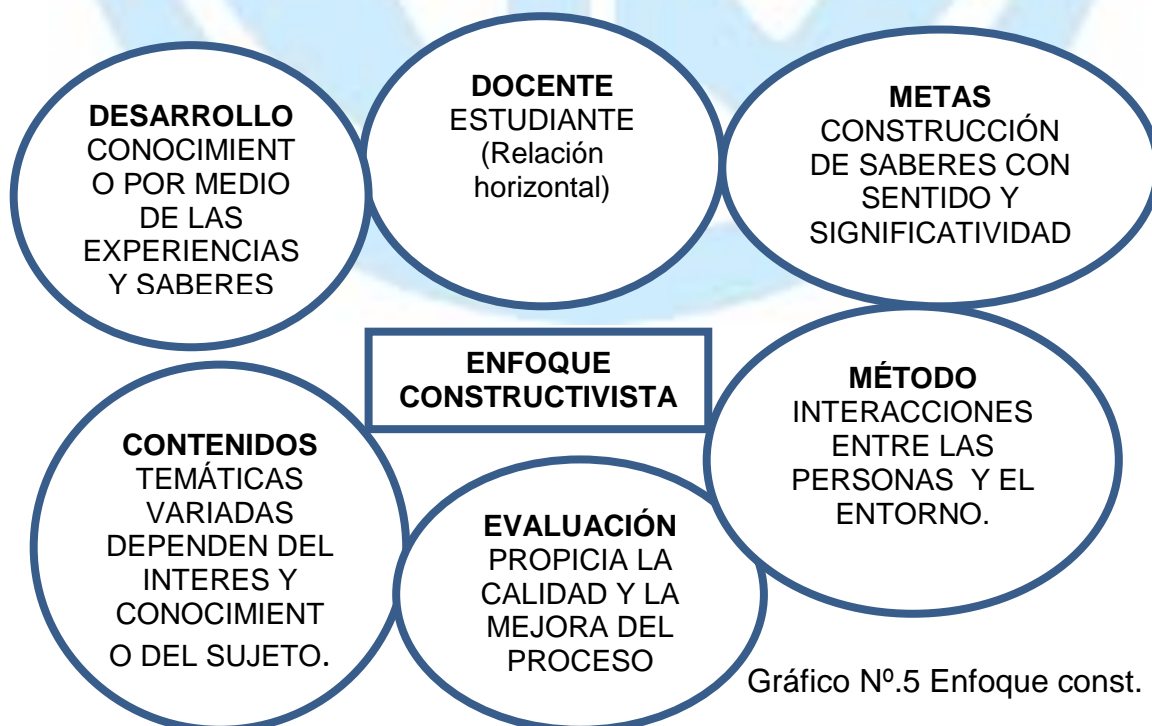 DESARROLLO
CONOCIMIENT
O POR MEDIO
DE LAS
EXPERIENCIAS
Y SABERES
DOCENTE
ESTUDIANTE
(Relación
horizontal)
METAS
CONSTRUCCIÓN
DE SABERES CON
SENTIDO Y
SIGNIFICATIVIDAD
ENFOQUE
CONSTRUCTIVISTA
MÉTODO
INTERACCIONES
ENTRE LAS
PERSONAS Y EL
ENTORNO.
CONTENIDOS
TEMÁTICAS
VARIADAS
DEPENDEN DEL
INTERES Y
CONOCIMIENT
O DEL SUJETO.
EVALUACIÓN
PROPICIA LA
CALIDAD Y LA
MEJORA DEL
PROCESO
Gráfico Nº.5 Enfoque const.